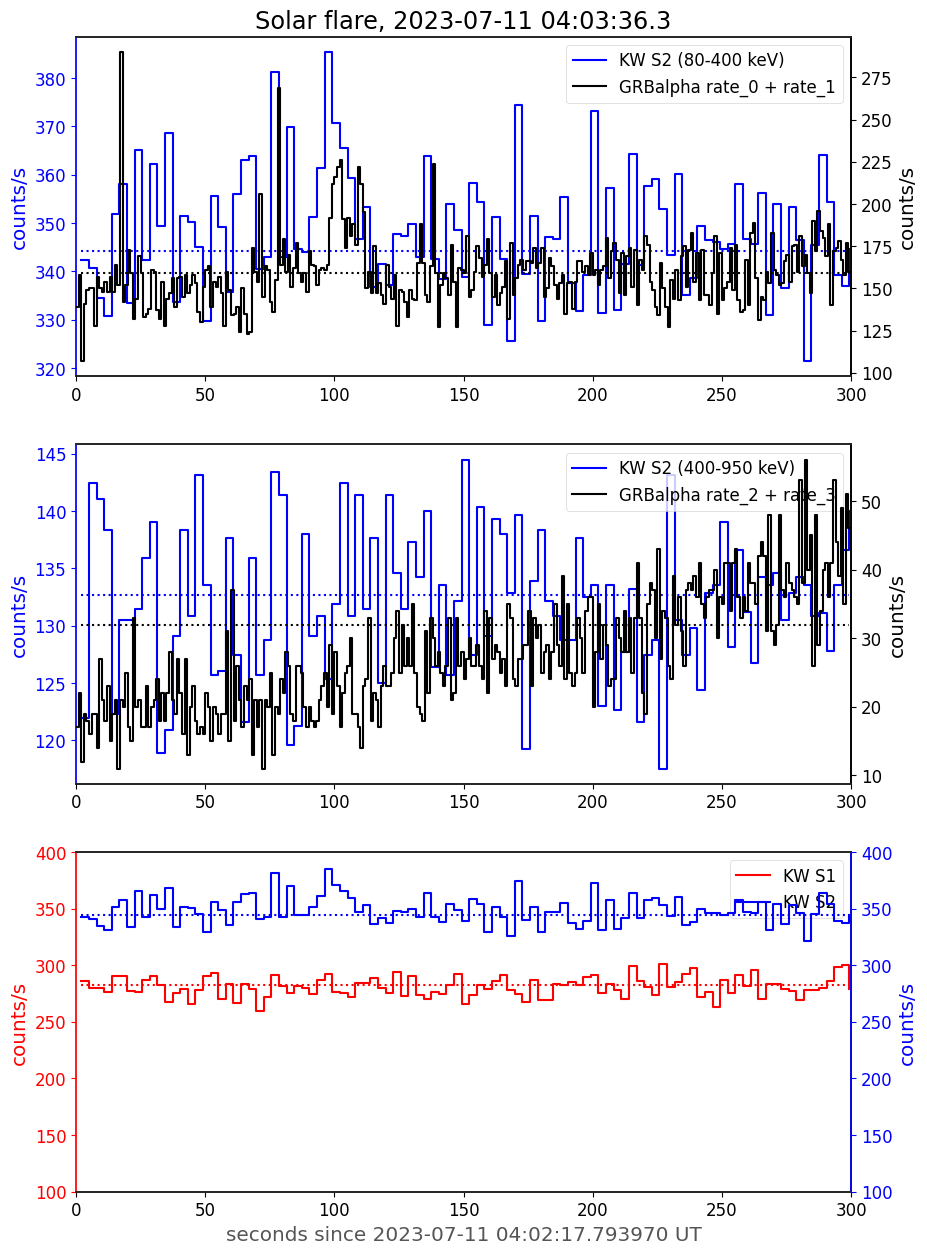 Solar flare, 2023-07-11 04:03:36.3
KW S2 (80-400 keV)
GRBalpha rate_0 + rate_1
counts/s
counts/s
380
370
360
350
340
330
320
275
250
225
200
175
150
125
100
0 50 100 150 200 250 300
KW S2 (400-950 keV)
GRBalpha rate_2 + rate_3
counts/s
counts/s
145
140
135
130
125
120
50
40
30
20
10
0 50 100 150 200 250 300
KW S1
KW S2
counts/s
counts/s
400
350
300
250
200
150
100
400
350
300
250
200
150
100
0 50 100 150 200 250 300
seconds since 2023-07-11 04:02:17.793970 UT